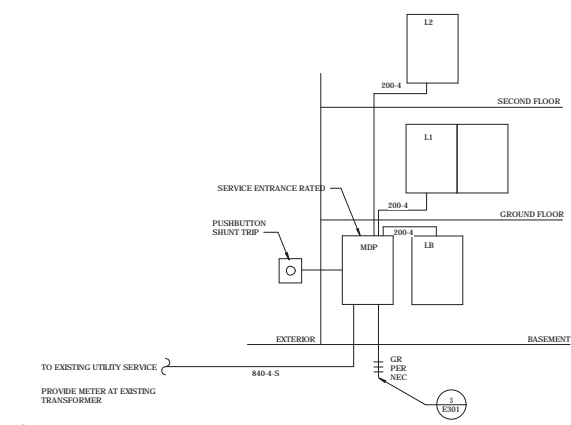 L2
200-4
SECOND FLOOR
L1
SERVICE ENTRANCE RATED
200-4
GROUND FLOOR
PUSHBUTTON
SHUNT TRIP
200-4
MDP
LB
EXTERIOR
BASEMENT
TO EXISTING UTILITY SERVICE
840-4-S
GR
PER
NEC
PROVIDE METER AT EXISTING
TRANSFORMER
3
E301